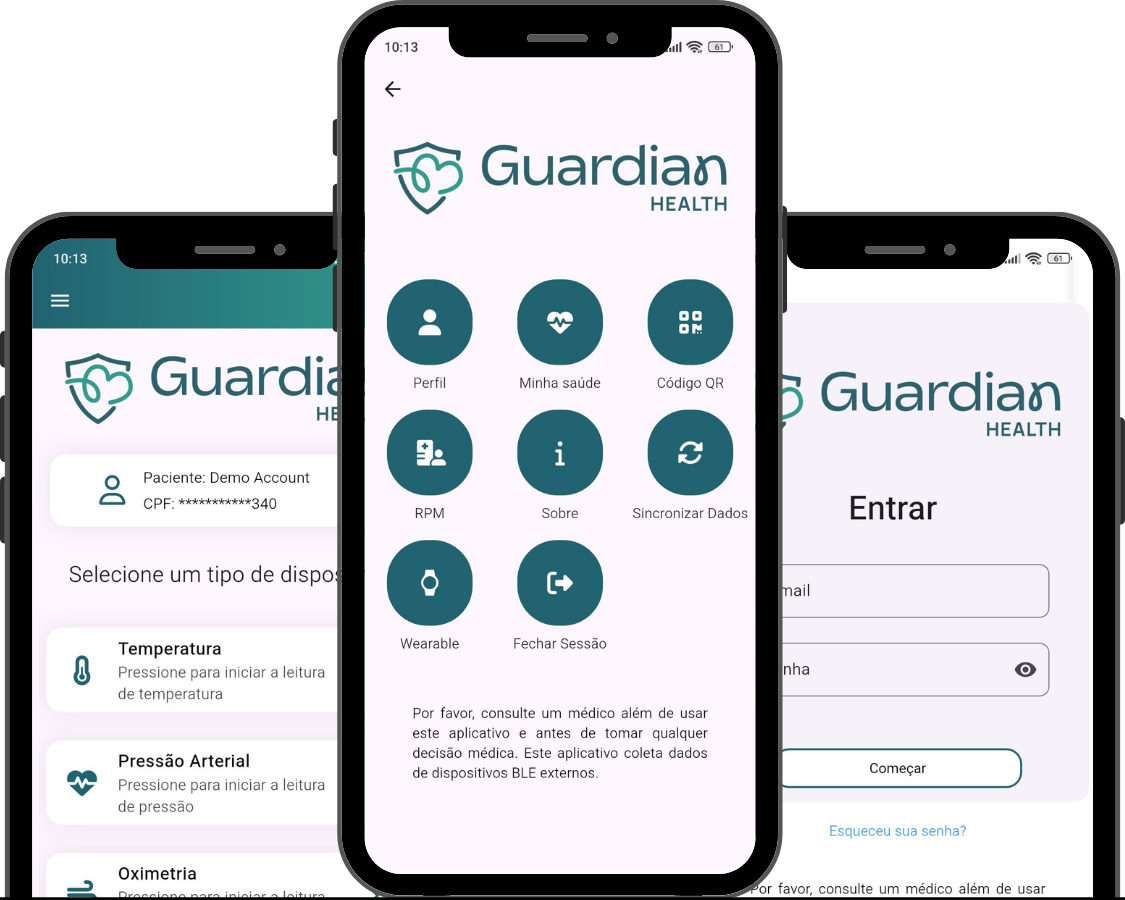 10:13
Guardia
HE
Paciente: Demo Account
CPF: ***********340
Selecione um tipo de dispos
Temperatura
Pressione para iniciar a leitura
de temperatura
Pressão Arterial
Pressione para iniciar a leitura
de pressão
Oximetria
Pressione para iniciar a leitura
10:13
61
Guardian
HEALTH
Perfil
Minha saúde
Código QR
RPM
Sobre
Sincronizar Dados
Wearable
Fechar Sessão
Por favor, consulte um médico além de usar
este aplicativo e antes de tomar qualquer
decisão médica. Este aplicativo coleta dados
de dispositivos BLE externos.
61
Guardian
HEALTH
Entrar
mail
nha
Começar
Esqueceu sua senha?
Por favor, consulte um médico além de usar